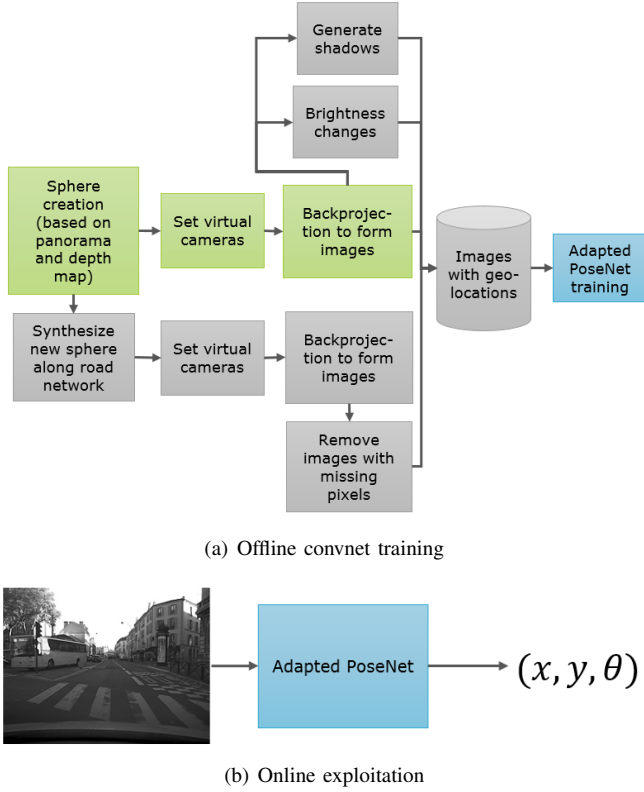 Generate
shadows
Brightness
changes
Sphere
creation
(based on
panorama
and depth
map)
Set virtual
cameras
Backprojec-
tion to form
images
Images
with geo-
locations
Adapted
PoseNet
training
Synthesize
new sphere
along road
network
Set virtual
cameras
Backprojec-
tion to form
images
Remove
images with
missing
pixels
(a) Offline convnet training
Adapted PoseNet
(x, y, θ)
(b) Online exploitation